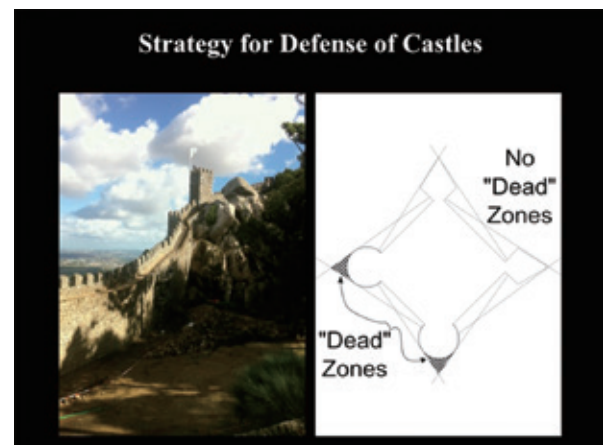 Strategy for Defense of Castles
No
"Dead"
Zones
"Dead"
Zones